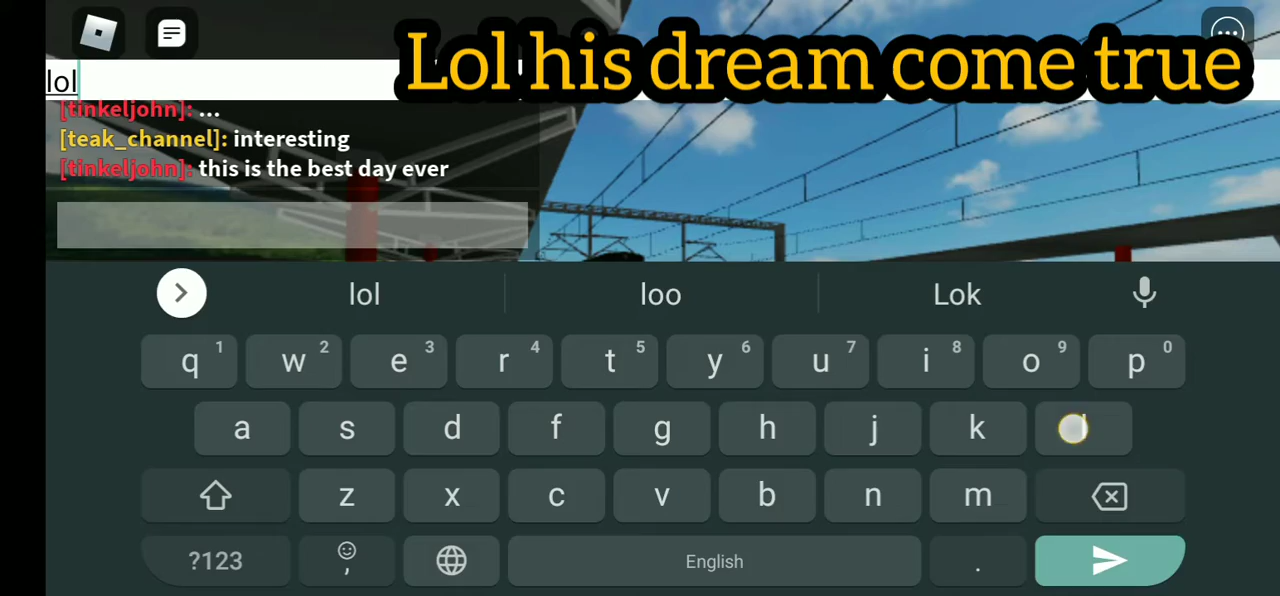 Lol his dream come true
lol
[tinkeljohn]: ...
[teak_channel]: interesting
[tinkeljohn]: this is the best day ever
lol loo Lok
q 1 w 2 e 3 r 4 t 5 y 6 u 7 i 8 o 9 p 0
a s d f g h j k l
z x c v b n m
?123 , English .